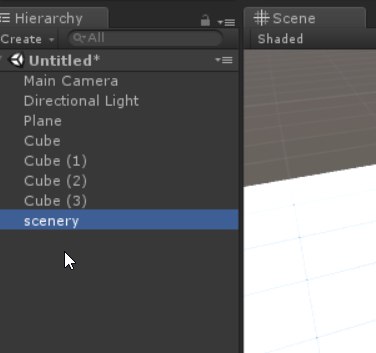 Hierarchy
Create
All
Untitled*
Main Camera
Directional Light
Plane
Cube
Cube (1)
Cube (2)
Cube (3)
scenery
Scene
Shaded